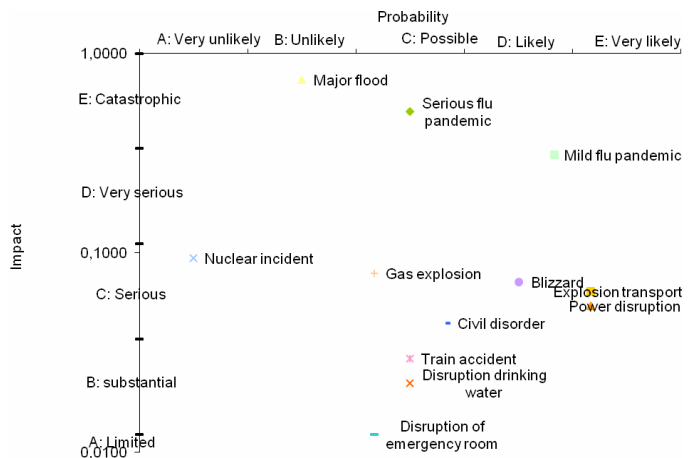 Probability
A: Very unlikely
B: Unlikely
C: Possible
D: Likely
E: Very likely
1,0000
Major flood
E: Catastrophic
Serious flu
pandemic
Mild flu pandemic
D: Very serious
Impact
0,1000
Nuclear incident
Gas explosion
Blizzard
C: Serious
Explosion transport
Power disruption
Civil disorder
Train accident
B: substantial
Disruption drinking
water
Disruption of
emergency room
A: Limited
0,0100